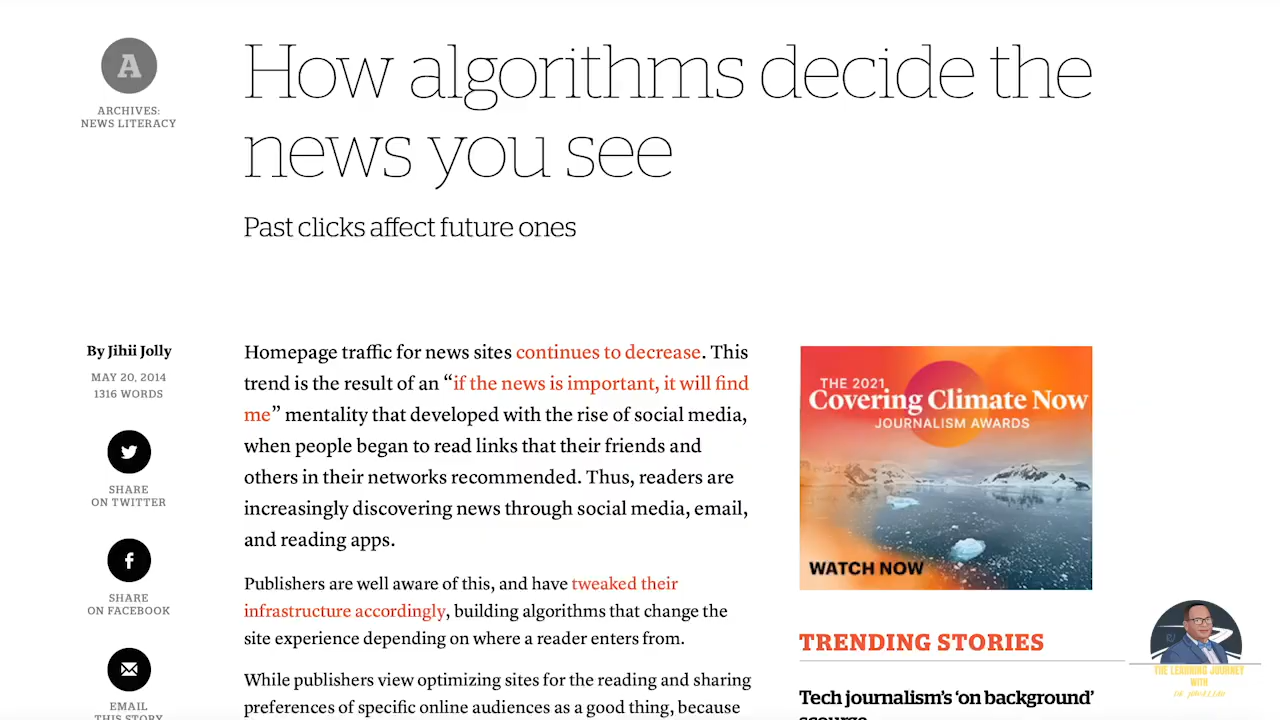 A
ARCHIVES:
NEWS LITERACY
How algorithms decide the
news you see
Past clicks affect future ones
By Jihii Jolly
MAY 20, 2014
1316 WORDS
SHARE
ON TWITTER
SHARE
ON FACEBOOK
EMAIL
THIS STORY
Homepage traffic for news sites continues to decrease. This
trend is the result of an “if the news is important, it will find
me” mentality that developed with the rise of social media,
when people began to read links that their friends and
others in their networks recommended. Thus, readers are
increasingly discovering news through social media, email,
and reading apps.
Publishers are well aware of this, and have tweaked their
infrastructure accordingly, building algorithms that change the
site experience depending on where a reader enters from.
While publishers view optimizing sites for the reading and sharing
preferences of specific online audiences as a good thing, because
THE 2021
Covering Climate Now
JOURNALISM AWARDS
WATCH NOW
TRENDING STORIES
Tech journalism’s ‘on background’
scourge
THE LEARNING JOURNEY
WITH